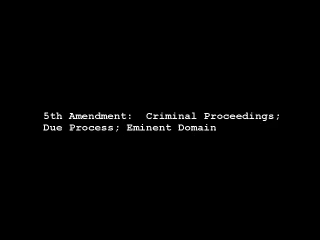 5th Amendment:  Criminal Proceedings;
Due Process; Eminent Domain